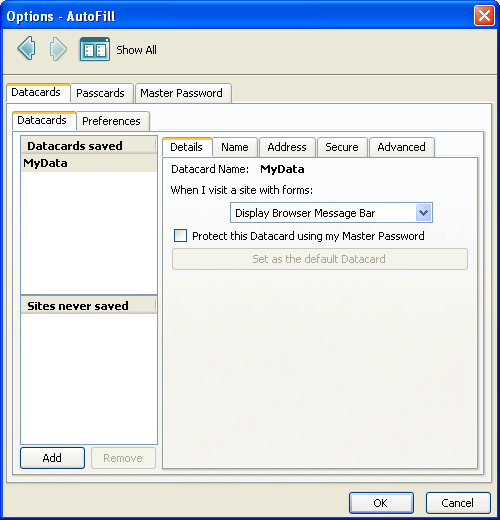 Options - AutoFill
Show All
Datacards Passcards Master Password
Datacards Preferences
Datacards saved
MyData
Sites never saved
Add Remove
Details Name Address Secure Advanced
Datacard Name: MyData
When I visit a site with forms:
Display Browser Message Bar
Protect this Datacard using my Master Password
Set as the default Datacard
OK Cancel